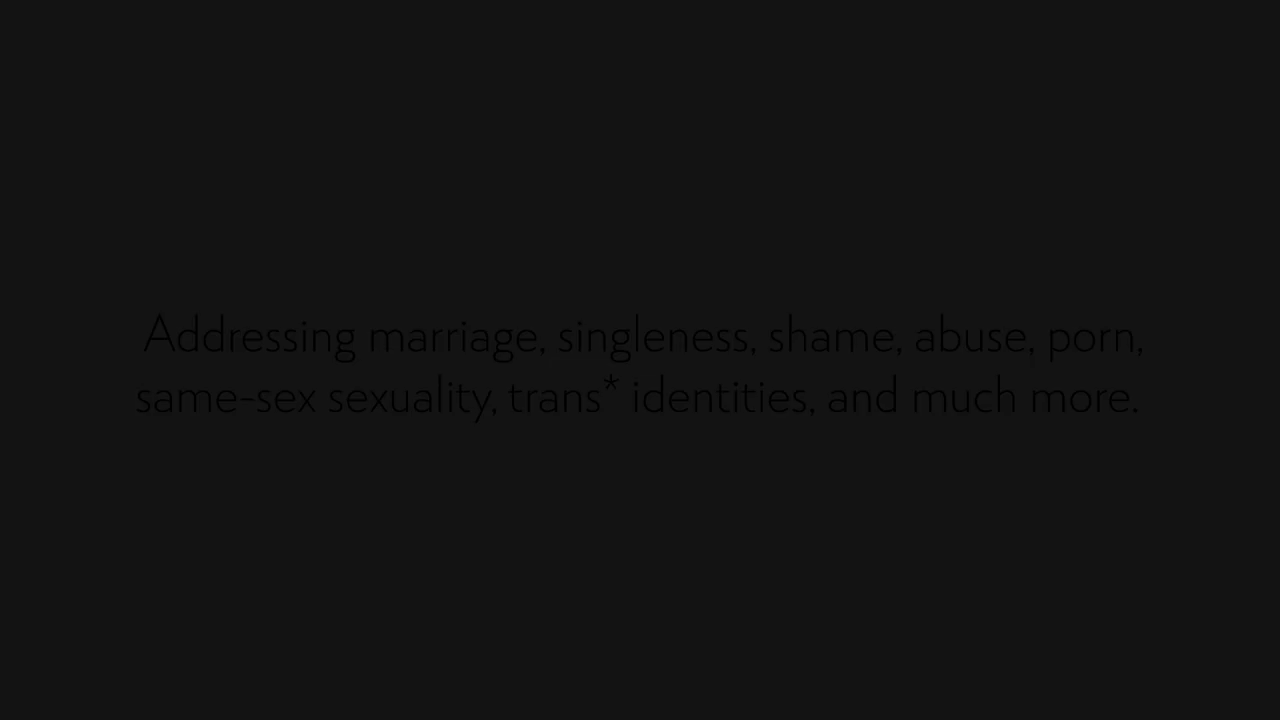 Addressing marriage, singleness, shame, abuse, porn,
same-sex sexuality, trans* identities, and much more.